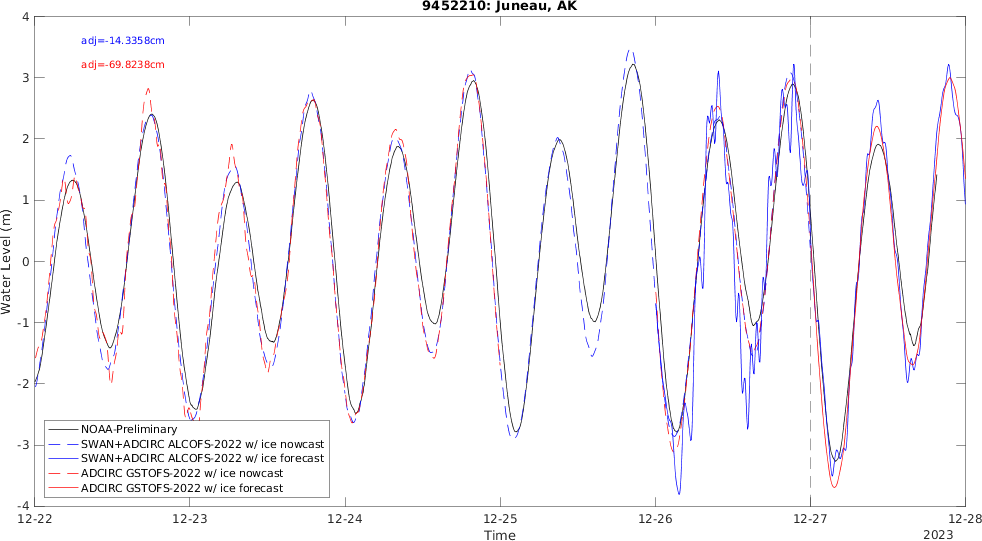 9452210: Juneau, AK
adj=-14.3358cm
adj=-69.8238cm
Water Level (m)
4
3
2
1
0
-1
-2
-3
-4
NOAA-Preliminary
SWAN+ADCIRC ALCOFS-2022 w/ ice nowcast
SWAN+ADCIRC ALCOFS-2022 w/ ice forecast
ADCIRC GSTOFS-2022 w/ ice nowcast
ADCIRC GSTOFS-2022 w/ ice forecast
12-22 12-23 12-24 12-25 12-26 12-27 12-28
Time
2023